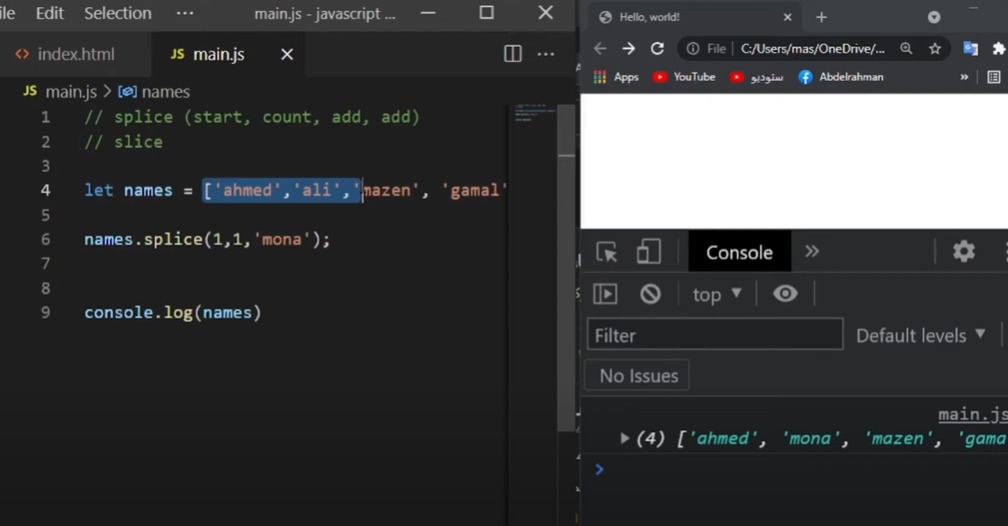 ile Edit Selection ··· main.js - javascript ...
index.html JS main.js
JS main.js > names
1 // splice (start, count, add, add)
2 // slice
3
4 let names = ['ahmed','ali','mazen', 'gamal'
5
6 names.splice(1,1,'mona');
7
8
9 console.log(names)
Hello, world!
File C:/Users/mas/OneDrive/...
Apps YouTube ستوديو Abdelrahman »
Console »
top ▼
Filter Default levels ▼
No Issues
main.js
▶ (4) ['ahmed', 'mona', 'mazen', 'gama
>